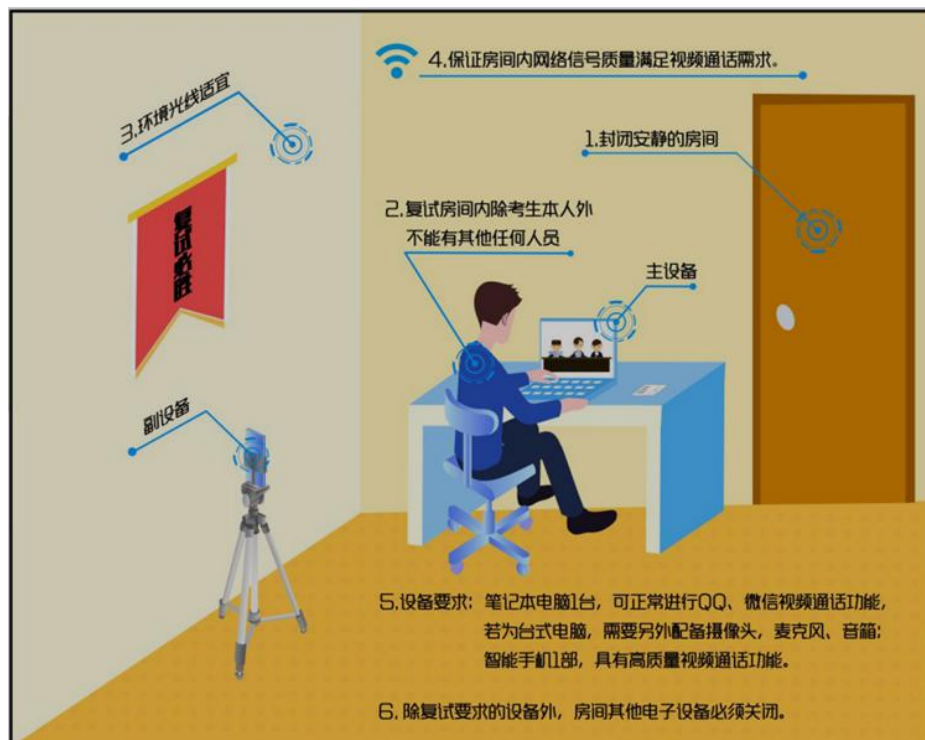 4.保证房间内网络信号质量满足视频通话需求。
3.环境光线适宜
1.封闭安静的房间
复试必胜
2.复试房间内除考生本人外
不能有其他任何人员
主设备
副设备
5.设备要求：笔记本电脑1台，可正常进行QQ、微信视频通话功能，
若为台式电脑，需要另外配备摄像头，麦克风、音箱；
智能手机1部，具有高质量视频通话功能。
6.除复试要求的设备外，房间其他电子设备必须关闭。